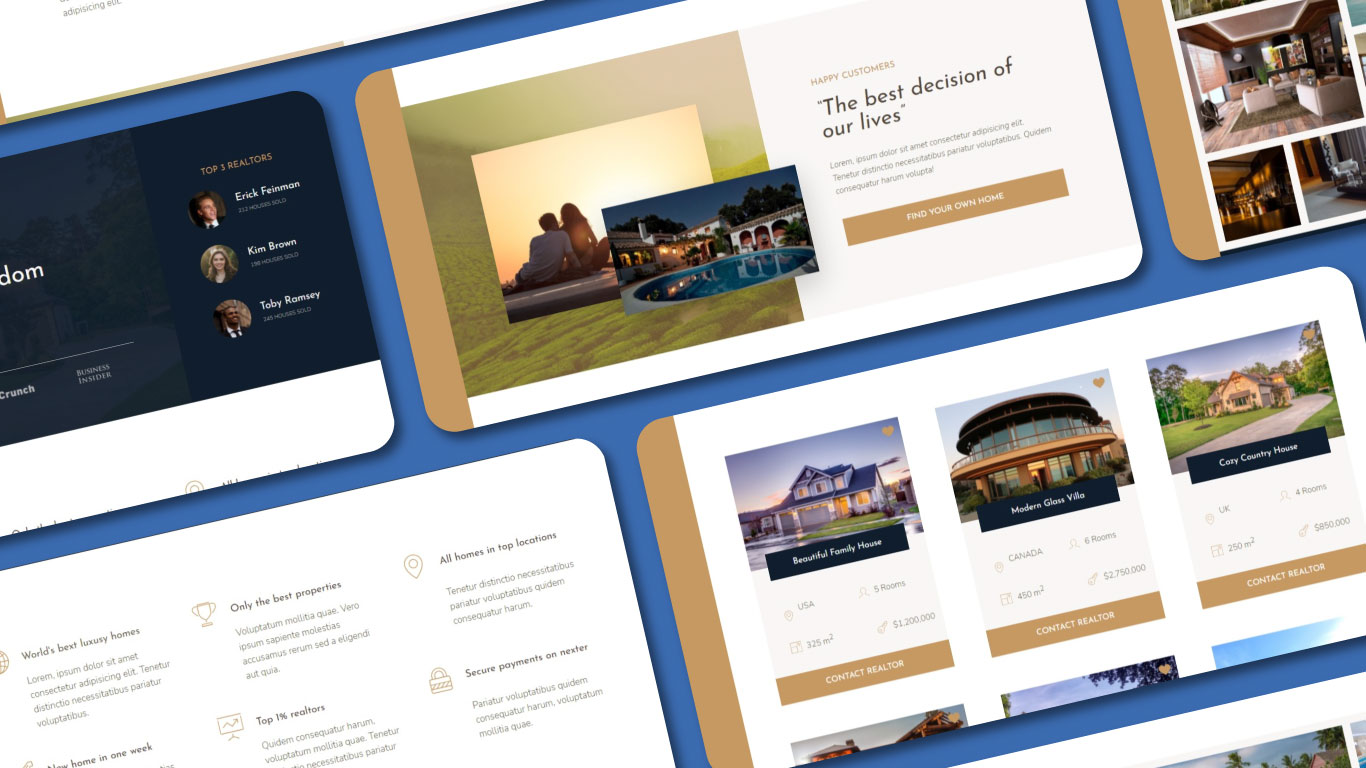 adipisicing elit.
TOP 3 REALTORS
Erick Feinman
212 HOUSES SOLD
Kim Brown
198 HOUSES SOLD
Toby Ramsey
245 HOUSES SOLD
dom
Crunch
BUSINESS
INSIDER
HAPPY CUSTOMERS
“The best decision of
our lives”
Lorem, ipsum dolor sit amet consectetur adipisicing elit.
Tenetur distinctio necessitatibus pariatur voluptatibus. Quidem
consequatur harum volupta!
FIND YOUR OWN HOME
World's best luxusy homes
Lorem, ipsum dolor sit amet
consectetur adipisicing elit. Tenetur
distinctio necessitatibus pariatur
voluptatibus.
Only the best properties
Voluptatum mollitia quae. Vero
ipsum sapiente molestias
accusamus rerum sed a eligendi
aut quia.
All homes in top locations
Tenetur distinctio necessitatibus
pariatur voluptatibus quidem
consequatur harum.
New home in one week
Top 1% realtors
Quidem consequatur harum,
voluptatum mollitia quae. Tenetur
necessitatibus pariatur
Secure payments on nexter
Pariatur voluptatibus quidem
consequatur harum, voluptatum
mollitia quae.
Beautiful Family House
USA
5 Rooms
325 m²
$1,200,000
CONTACT REALTOR
Modern Glass Villa
CANADA
6 Rooms
450 m²
$2,750,000
CONTACT REALTOR
Cozy Country House
UK
4 Rooms
250 m²
$850,000
CONTACT REALTOR